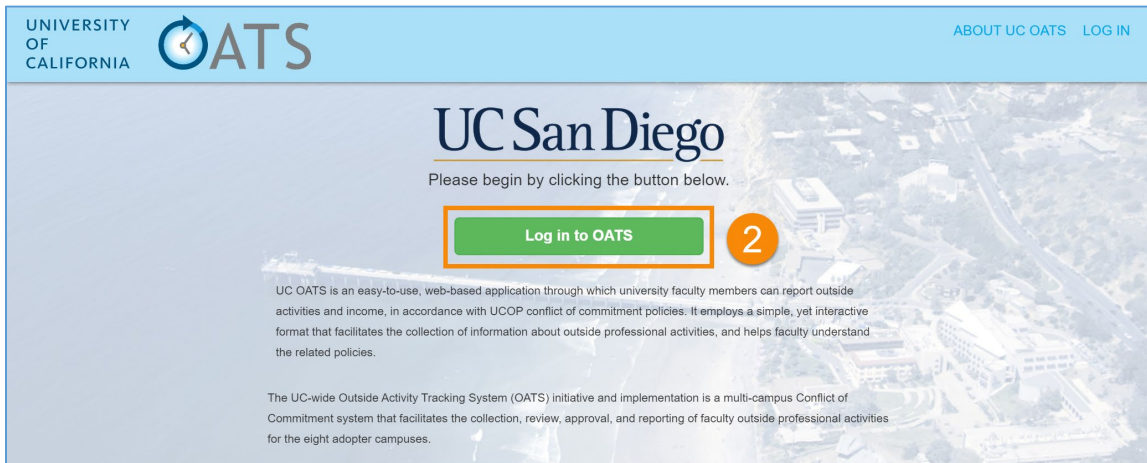 UNIVERSITY
OF
CALIFORNIA
OATS
ABOUT UC OATS LOG IN
UC San Diego
Please begin by clicking the button below.
Log in to OATS
2
UC OATS is an easy-to-use, web-based application through which university faculty members can report outside
activities and income, in accordance with UCOP conflict of commitment policies. It employs a simple, yet interactive
format that facilitates the collection of information about outside professional activities, and helps faculty understand
the related policies.
The UC-wide Outside Activity Tracking System (OATS) initiative and implementation is a multi-campus Conflict of
Commitment system that facilitates the collection, review, approval, and reporting of faculty outside professional activities
for the eight adopter campuses.